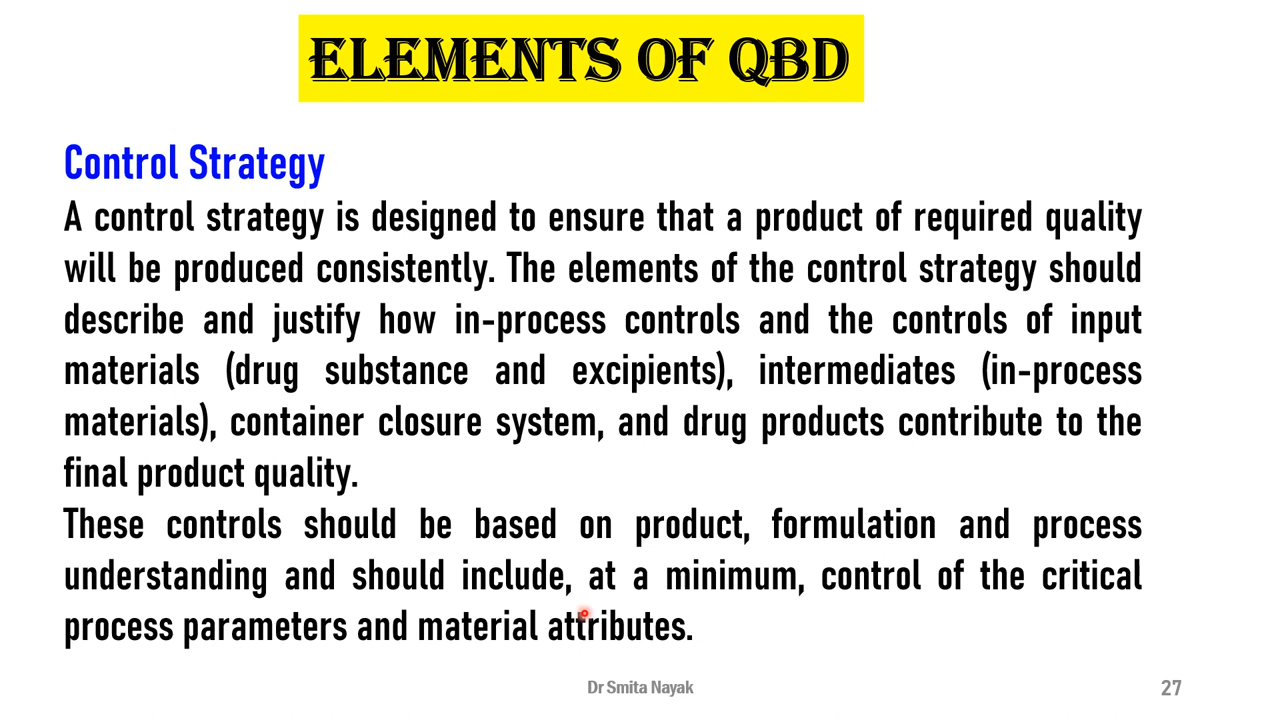 ELEMENTS OF QBD
Control Strategy
A control strategy is designed to ensure that a product of required quality
will be produced consistently. The elements of the control strategy should
describe and justify how in-process controls and the controls of input
materials (drug substance and excipients), intermediates (in-process
materials), container closure system, and drug products contribute to the
final product quality.
These controls should be based on product, formulation and process
understanding and should include, at a minimum, control of the critical
process parameters and material attributes.
Dr Smita Nayak
27